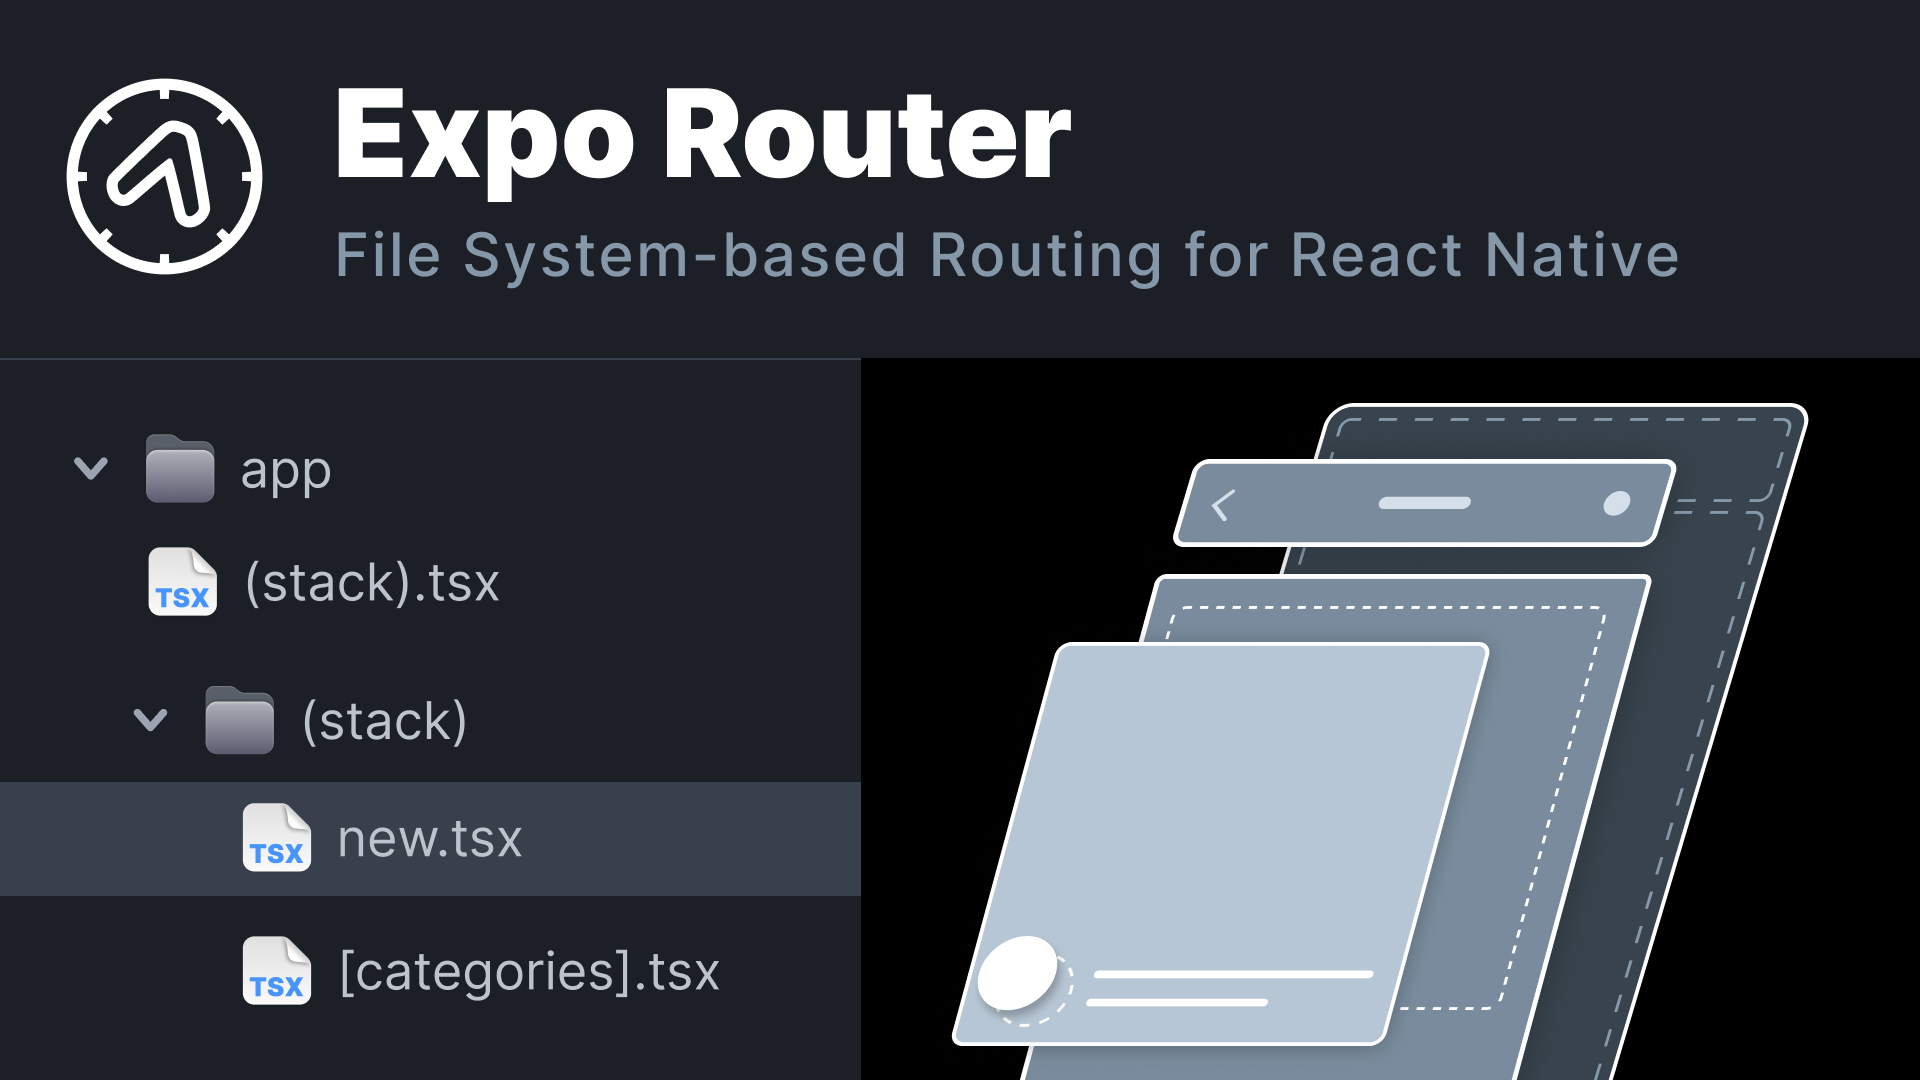 Expo Router
File System-based Routing for React Native
app
TSX (stack).tsx
(stack)
TSX new.tsx
TSX [categories].tsx